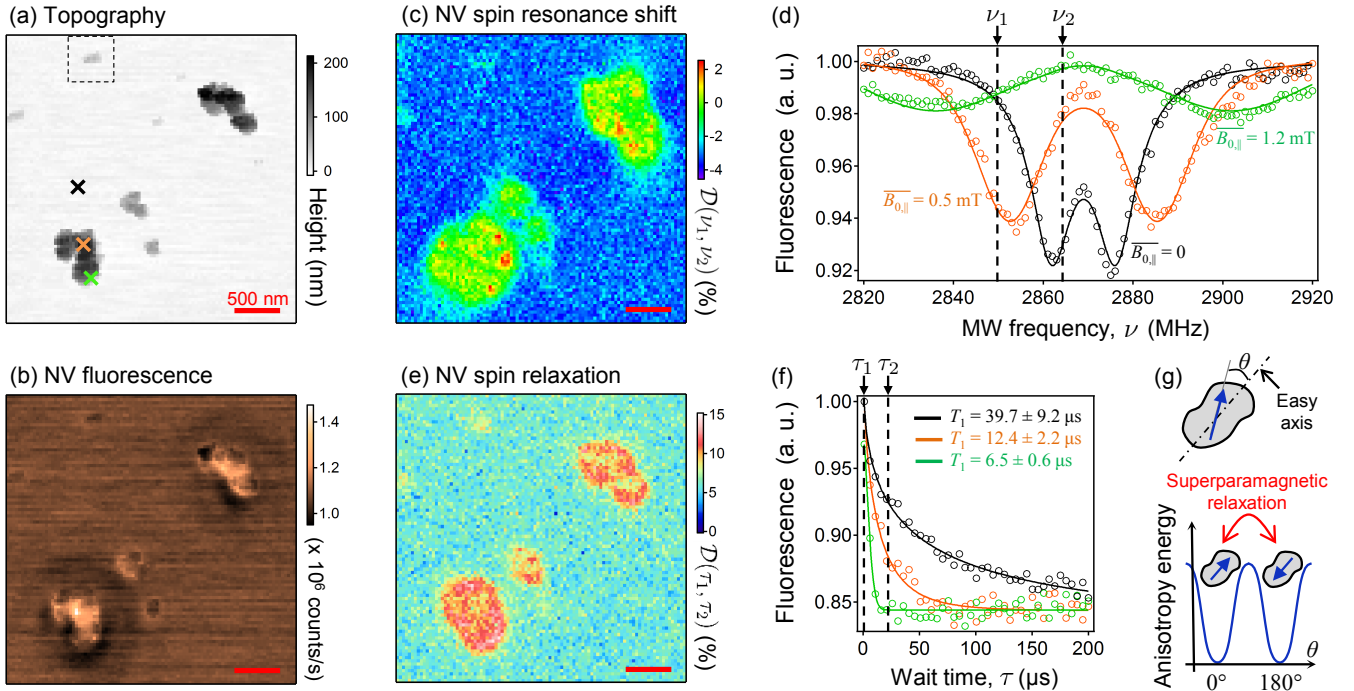 (a) Topography
200
100
0
Height (nm)
500 nm
(b) NV fluorescence
1.4
1.2
1.0
(x 10⁶ counts/s)
(c) NV spin resonance shift
2
0
-2
-4
𝒟(ν₁, ν₂) (%)
(d)
ν₁ ν₂
Fluorescence (a. u.)
1.00
0.98
0.96
0.94
0.92
B₀,∥ = 1.2 mT
B₀,∥ = 0.5 mT
B₀,∥ = 0
2820 2840 2860 2880 2900 2920
MW frequency, ν (MHz)
(e) NV spin relaxation
15
10
5
0
𝒟(τ₁, τ₂) (%)
(f)
τ₁ τ₂
Fluorescence (a. u.)
1.00
0.95
0.90
0.85
T₁ = 39.7 ± 9.2 µs
T₁ = 12.4 ± 2.2 µs
T₁ = 6.5 ± 0.6 µs
0 50 100 150 200
Wait time, τ (µs)
(g)
θ
Easy
axis
Superparamagnetic
relaxation
Anisotropy energy
θ
0° 180°